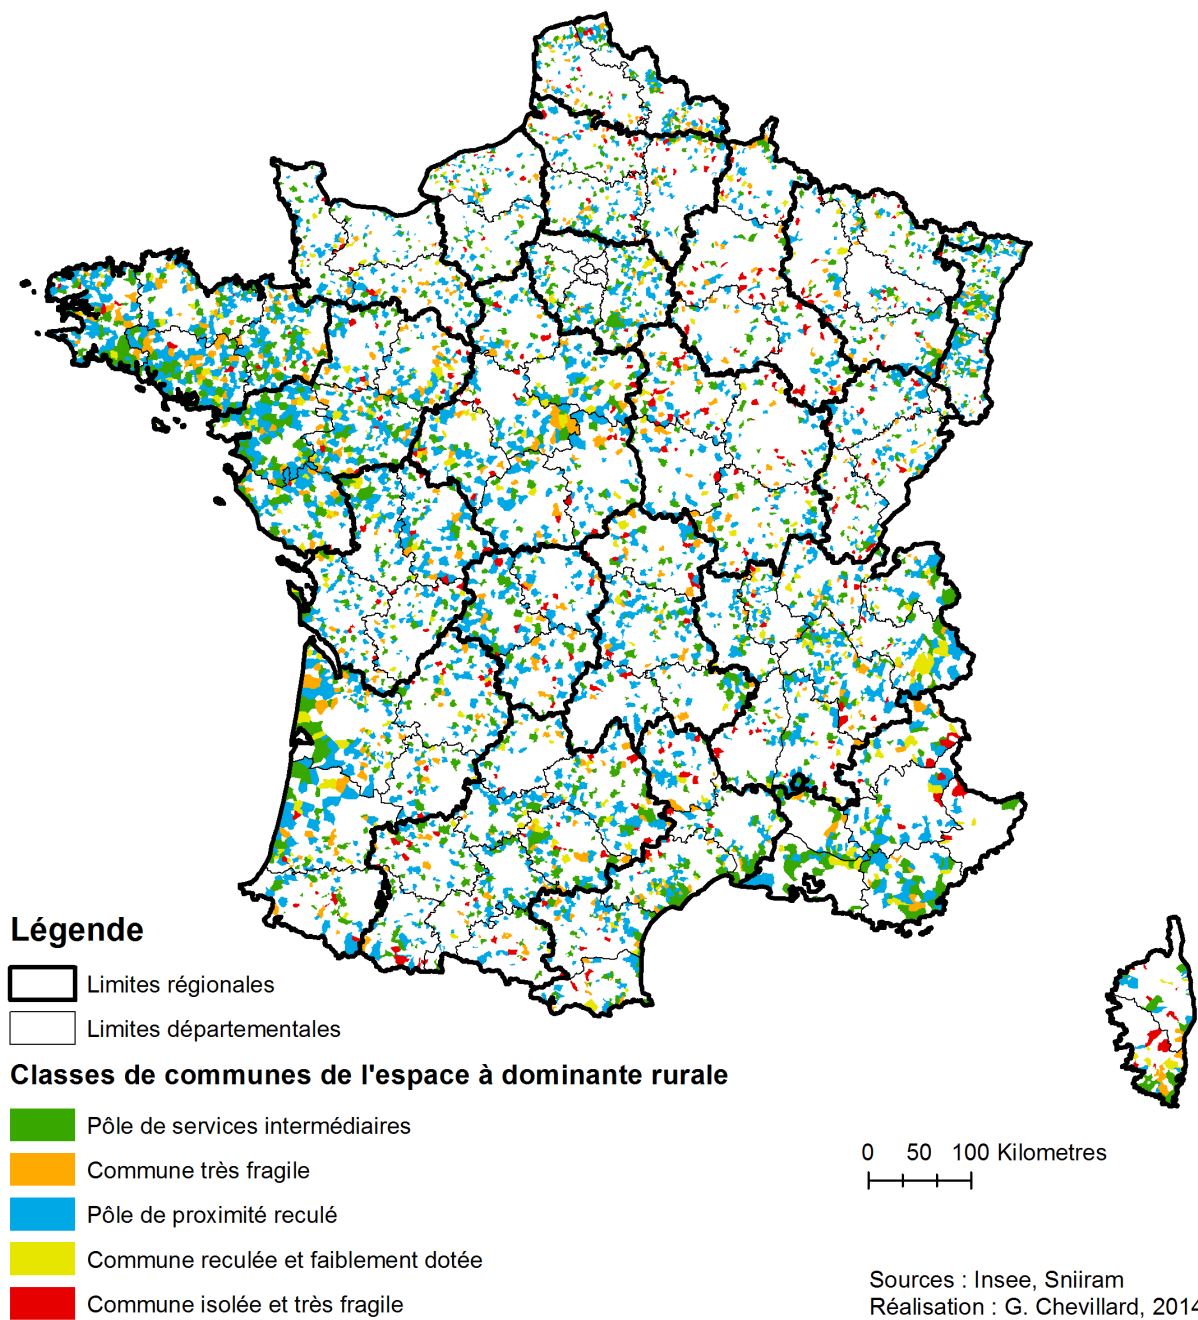 Légende
Limites régionales
Limites départementales
Classes de communes de l'espace à dominante rurale
Pôle de services intermédiaires
Commune très fragile
Pôle de proximité reculé
Commune reculée et faiblement dotée
Commune isolée et très fragile
0 50 100 Kilometres
Sources : Insee, Sniiram
Réalisation : G. Chevillard, 2014